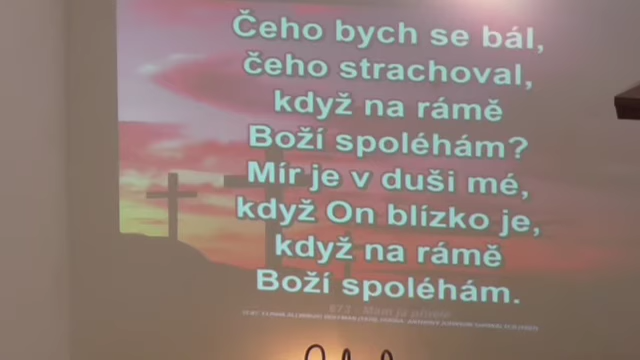 Čeho bych se bál,
čeho strachoval,
když na rámě
Boží spoléhám?
Mír je v duši mé,
když On blízko je,
když na rámě
Boží spoléhám.